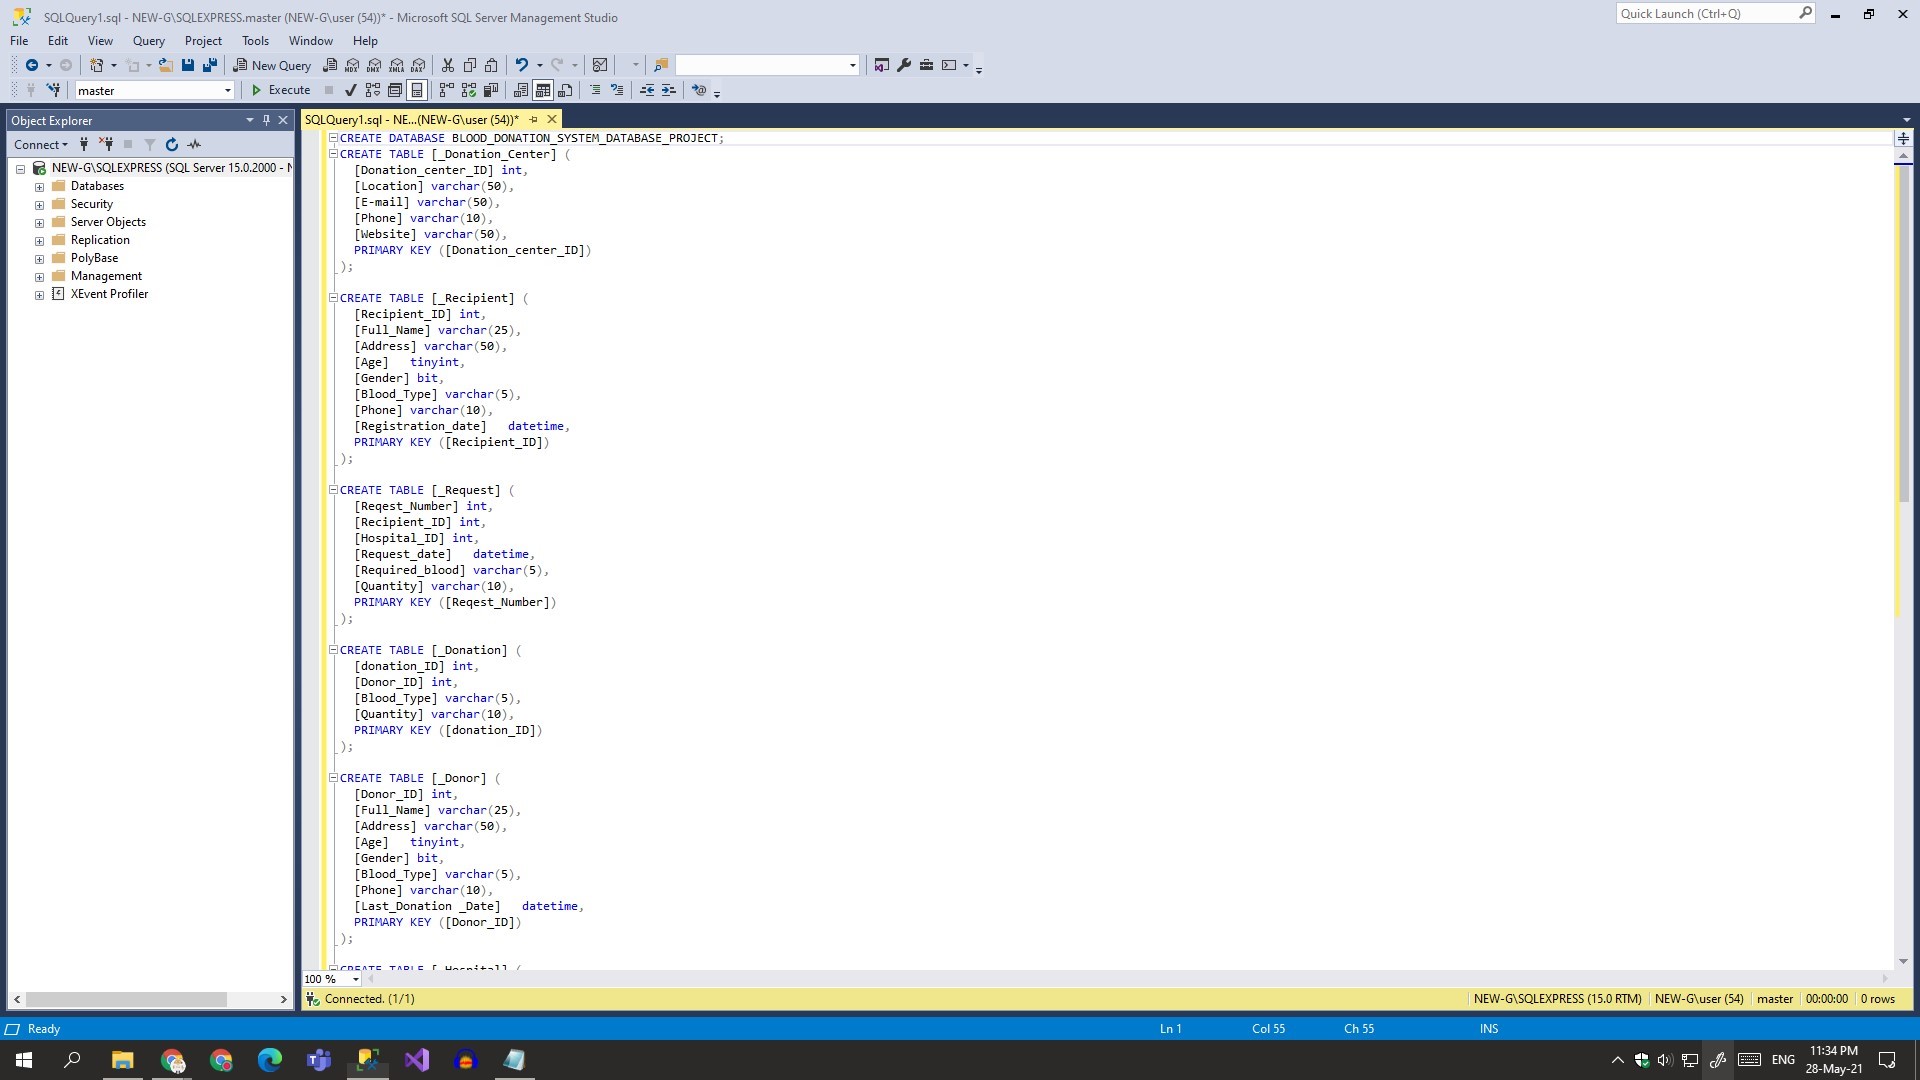 SQLQuery1.sql - NEW-G\SQLEXPRESS.master (NEW-G\user (54))* - Microsoft SQL Server Management Studio
Quick Launch (Ctrl+Q)
File Edit View Query Project Tools Window Help
New Query
MDX DMX XMLA DAX
master
Execute
Object Explorer
SQLQuery1.sql - NE...(NEW-G\user (54))*
Connect
NEW-G\SQLEXPRESS (SQL Server 15.0.2000 - N
Databases
Security
Server Objects
Replication
PolyBase
Management
XEvent Profiler
CREATE DATABASE BLOOD_DONATION_SYSTEM_DATABASE_PROJECT;
CREATE TABLE [_Donation_Center] (
[Donation_center_ID] int,
[Location] varchar(50),
[E-mail] varchar(50),
[Phone] varchar(10),
[Website] varchar(50),
PRIMARY KEY ([Donation_center_ID])
);
CREATE TABLE [_Recipient] (
[Recipient_ID] int,
[Full_Name] varchar(25),
[Address] varchar(50),
[Age]   tinyint,
[Gender] bit,
[Blood_Type] varchar(5),
[Phone] varchar(10),
[Registration_date]   datetime,
PRIMARY KEY ([Recipient_ID])
);
CREATE TABLE [_Request] (
[Reqest_Number] int,
[Recipient_ID] int,
[Hospital_ID] int,
[Request_date]   datetime,
[Required_blood] varchar(5),
[Quantity] varchar(10),
PRIMARY KEY ([Reqest_Number])
);
CREATE TABLE [_Donation] (
[donation_ID] int,
[Donor_ID] int,
[Blood_Type] varchar(5),
[Quantity] varchar(10),
PRIMARY KEY ([donation_ID])
);
CREATE TABLE [_Donor] (
[Donor_ID] int,
[Full_Name] varchar(25),
[Address] varchar(50),
[Age]   tinyint,
[Gender] bit,
[Blood_Type] varchar(5),
[Phone] varchar(10),
[Last_Donation _Date]   datetime,
PRIMARY KEY ([Donor_ID])
);
CREATE TABLE [_Hospital] (
100 %
Connected. (1/1)
NEW-G\SQLEXPRESS (15.0 RTM) NEW-G\user (54) master 00:00:00 0 rows
Ready
Ln 1 Col 55 Ch 55 INS
ENG
11:34 PM
28-May-21